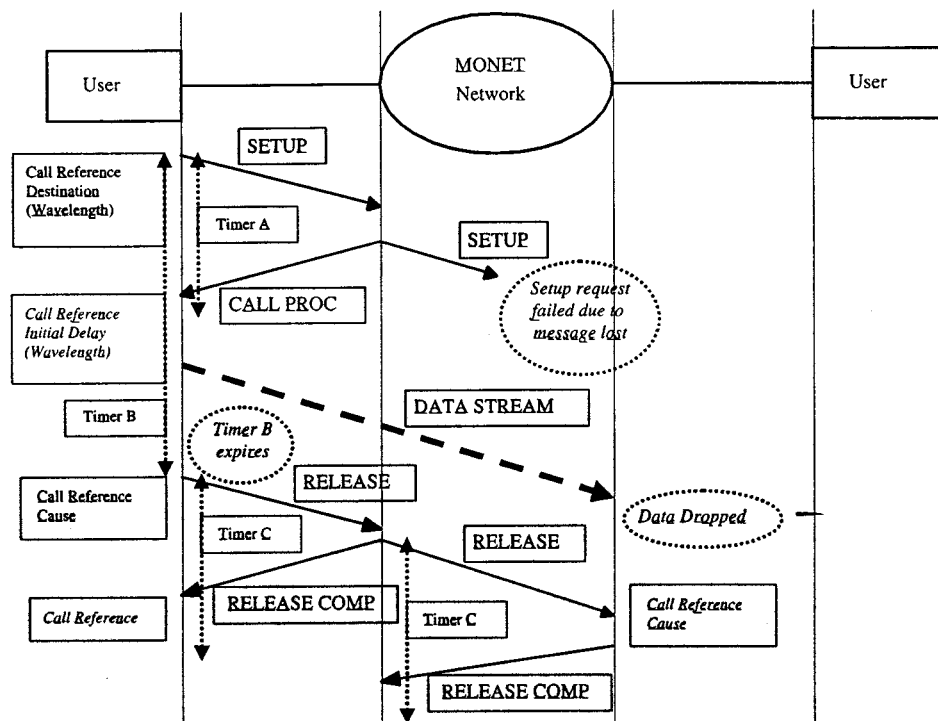 User
MONET
Network
User
SETUP
Call Reference
Destination
(Wavelength)
Timer A
SETUP
CALL PROC
Setup request
failed due to
message lost
Call Reference
Initial Delay
(Wavelength)
DATA STREAM
Timer B
Timer B
expires
RELEASE
Call Reference
Cause
Data Dropped
Timer C
RELEASE
RELEASE COMP
Call Reference
Timer C
Call Reference
Cause
RELEASE COMP